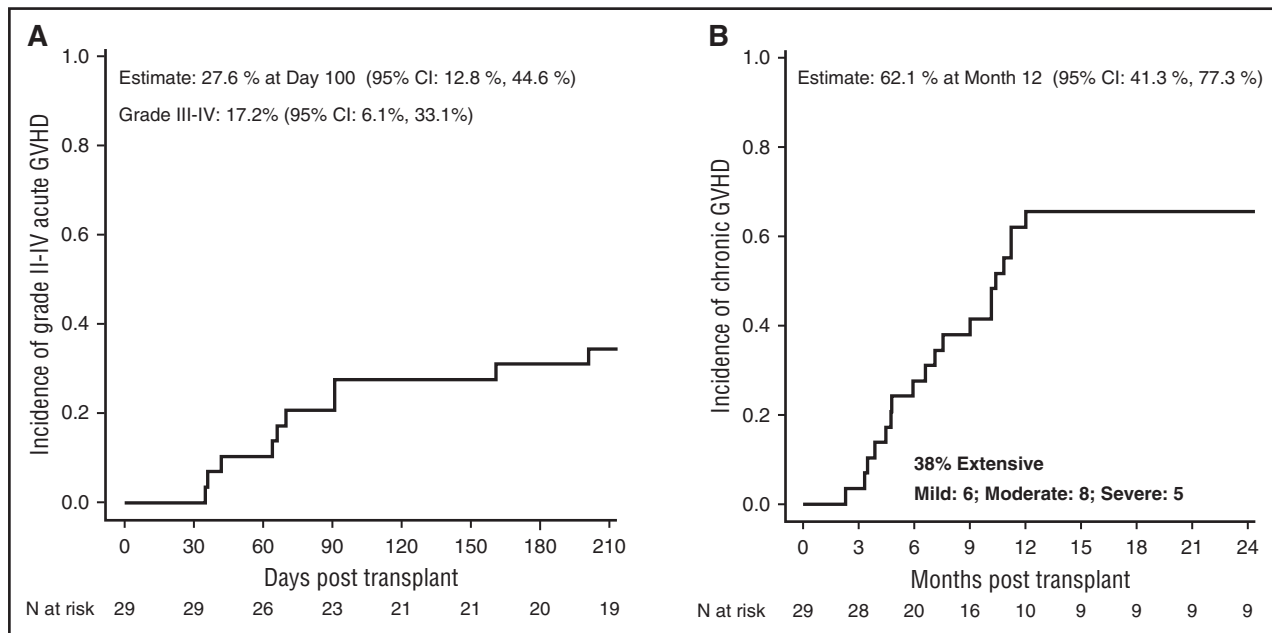 A
Estimate: 27.6 % at Day 100 (95% CI: 12.8 %, 44.6 %)
Grade III-IV: 17.2% (95% CI: 6.1%, 33.1%)
Incidence of grade II-IV acute GVHD
1.0
0.8
0.6
0.4
0.2
0.0
0 30 60 90 120 150 180 210
Days post transplant
N at risk 29 29 26 23 21 21 20 19
B
Estimate: 62.1 % at Month 12 (95% CI: 41.3 %, 77.3 %)
Incidence of chronic GVHD
1.0
0.8
0.6
0.4
0.2
0.0
38% Extensive
Mild: 6; Moderate: 8; Severe: 5
0 3 6 9 12 15 18 21 24
Months post transplant
N at risk 29 28 20 16 10 9 9 9 9